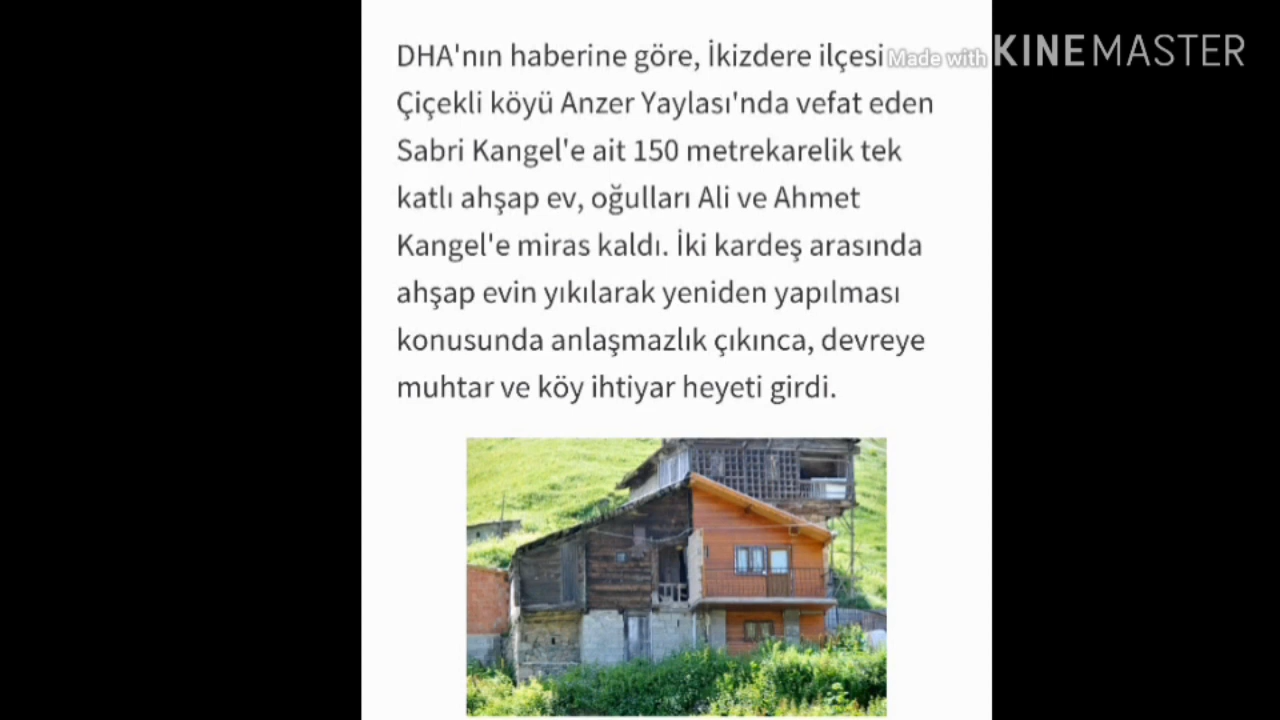 DHA'nın haberine göre, İkizdere ilçesi
Made with KINEMASTER
Çiçekli köyü Anzer Yaylası'nda vefat eden
Sabri Kangel'e ait 150 metrekarelik tek
katlı ahşap ev, oğulları Ali ve Ahmet
Kangel'e miras kaldı. İki kardeş arasında
ahşap evin yıkılarak yeniden yapılması
konusunda anlaşmazlık çıkınca, devreye
muhtar ve köy ihtiyar heyeti girdi.